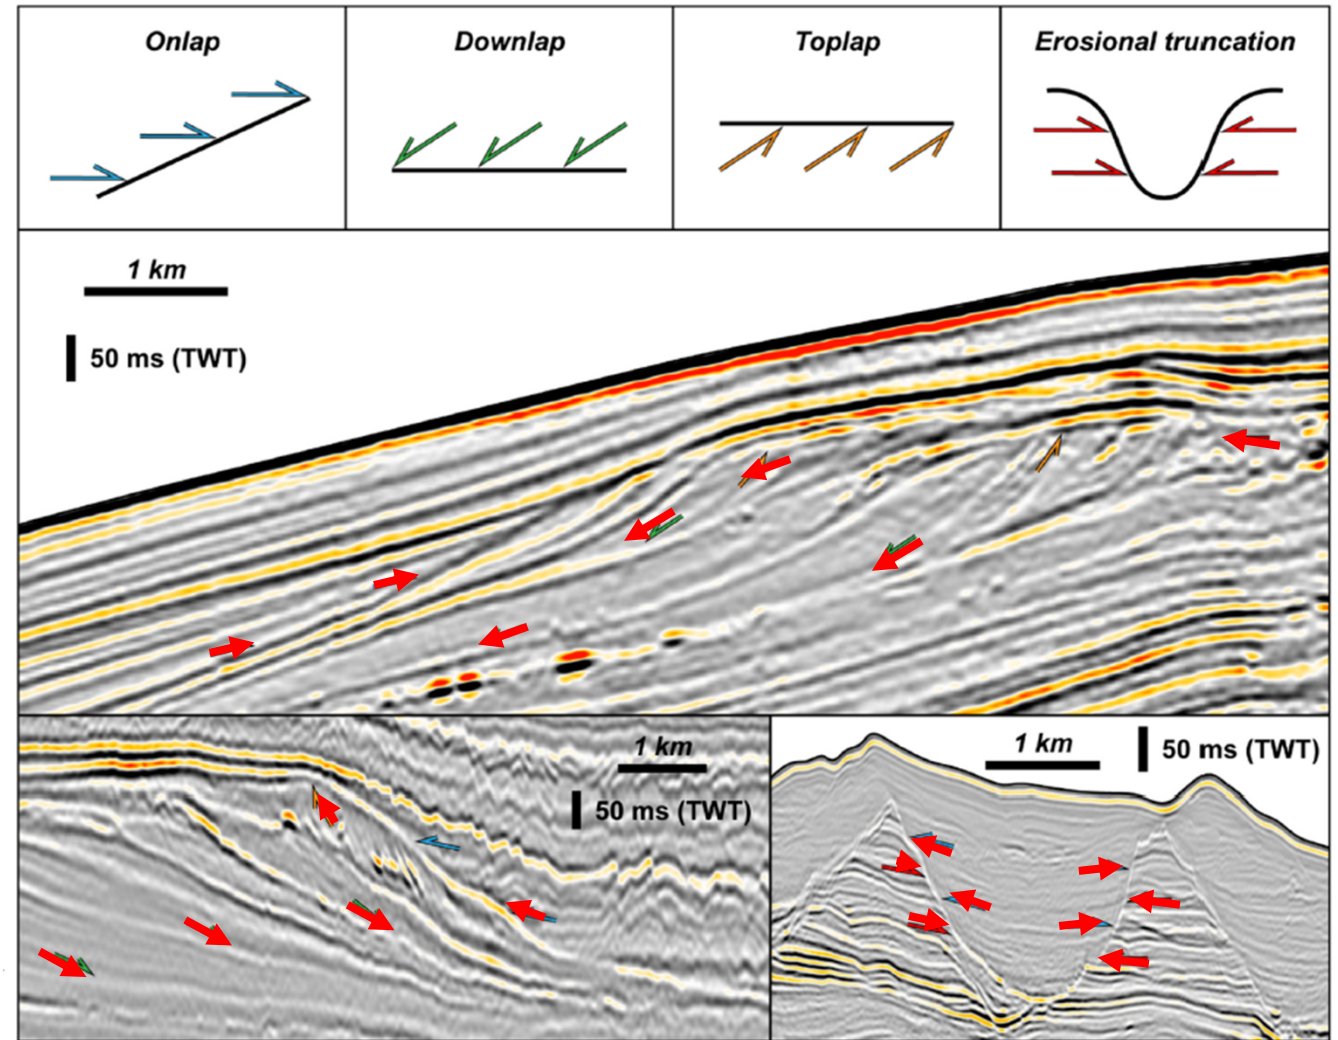 Onlap
Downlap
Toplap
Erosional truncation
1 km
50 ms (TWT)
1 km
50 ms (TWT)
1 km
50 ms (TWT)